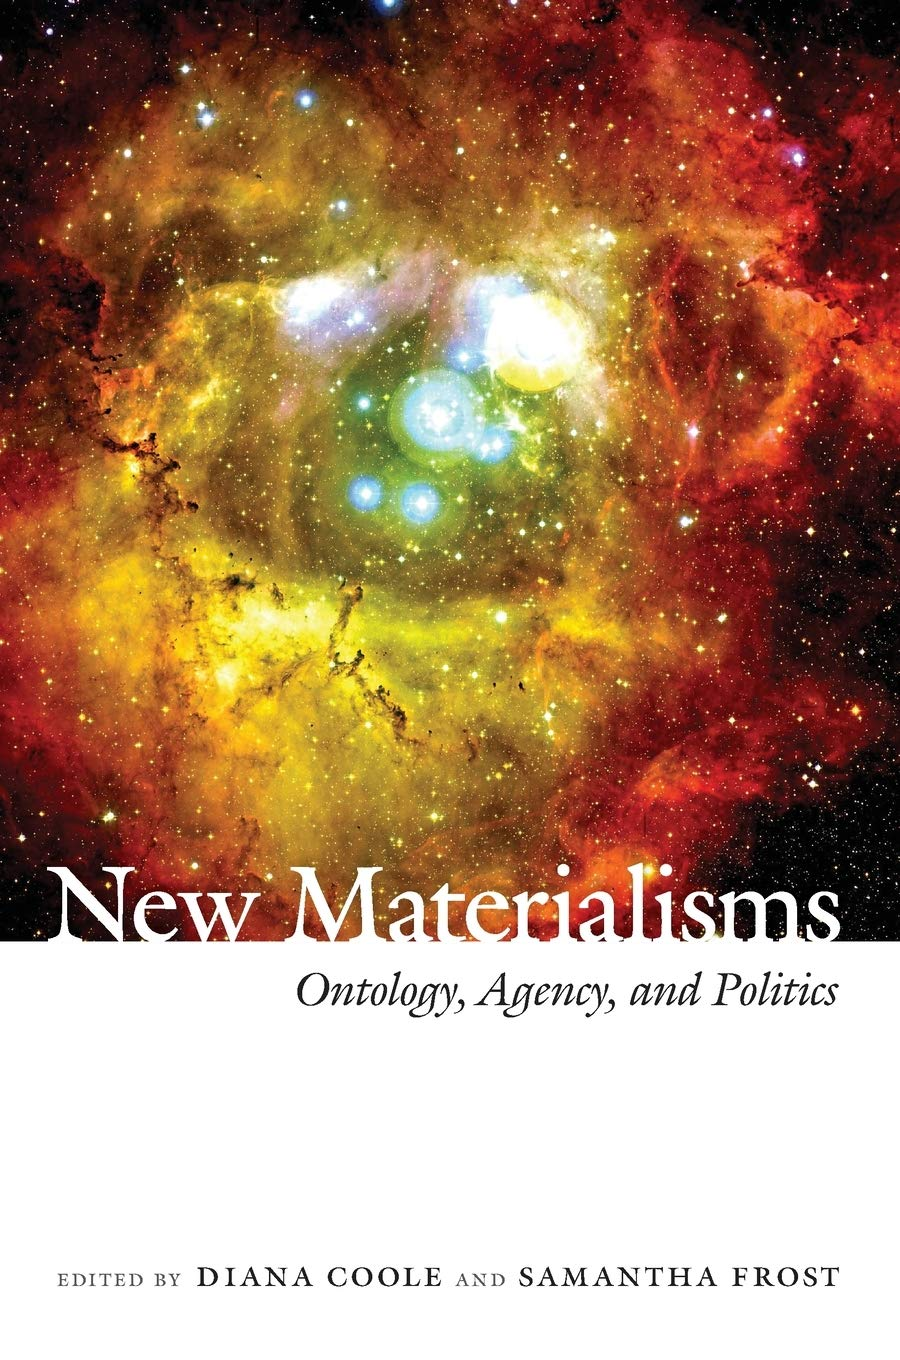 New Materialisms
Ontology, Agency, and Politics
EDITED BY DIANA COOLE AND SAMANTHA FROST